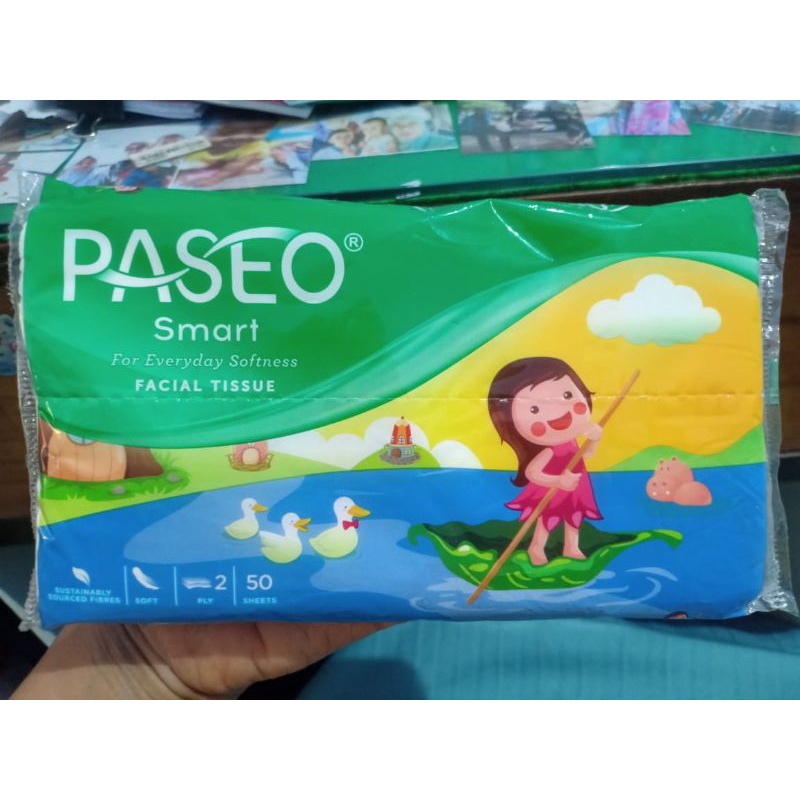 PASEO®
Smart
For Everyday Softness
FACIAL TISSUE
SUSTAINABLY
SOURCED FIBRES
SOFT
2
PLY
50
SHEETS